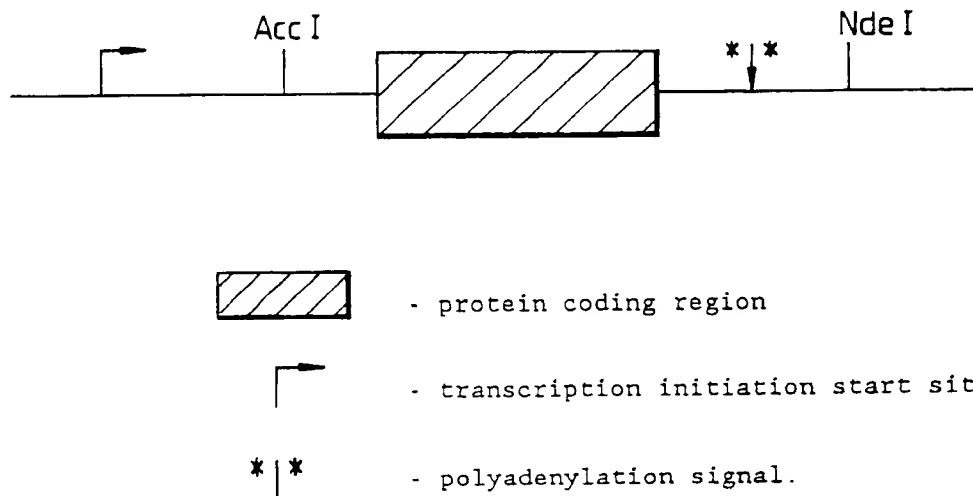 Acc I
* * Nde I
- protein coding region
- transcription initiation start sit
* * - polyadenylation signal.